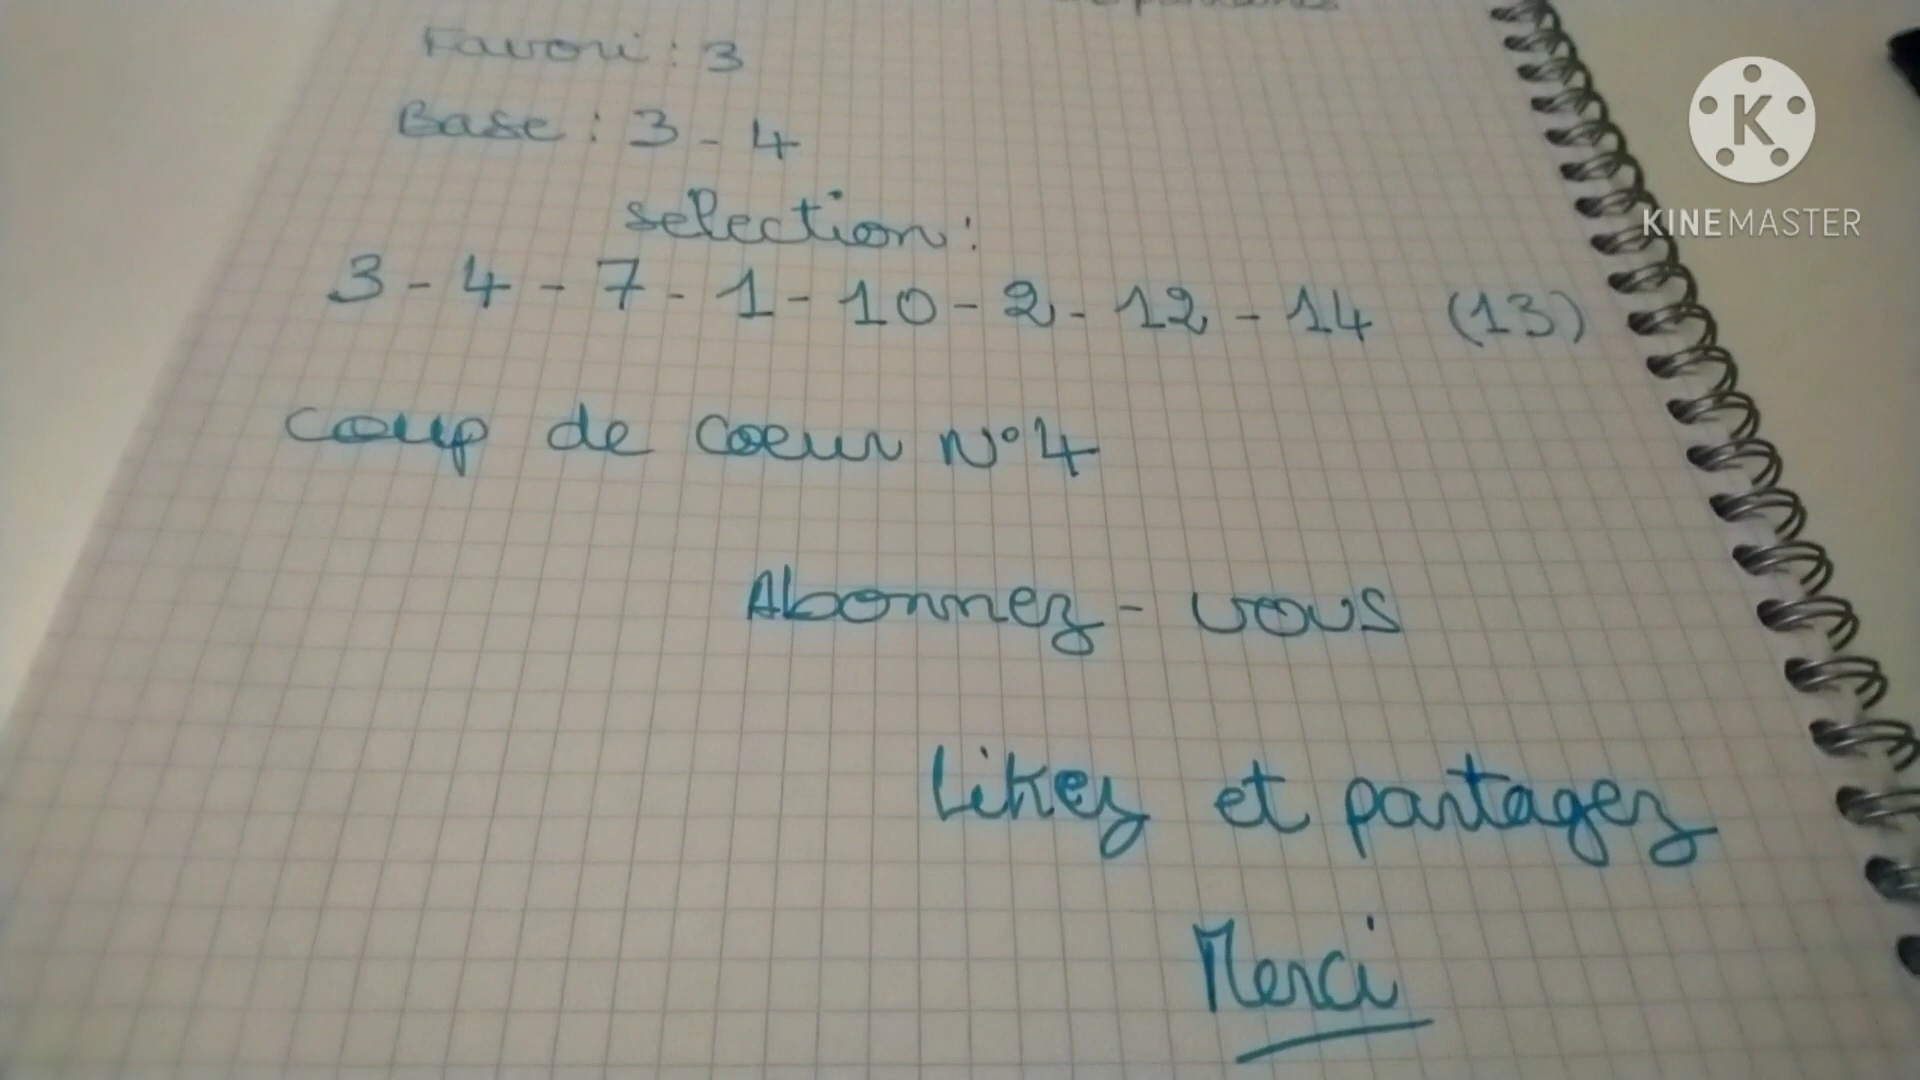 Favori : 3
Base : 3 - 4
selection :
3 - 4 - 7 - 1 - 10 - 2 - 12 - 14 (13)
coup de coeur N°4
Abonnez - vous
Likez et partagez
Merci
K
KINEMASTER